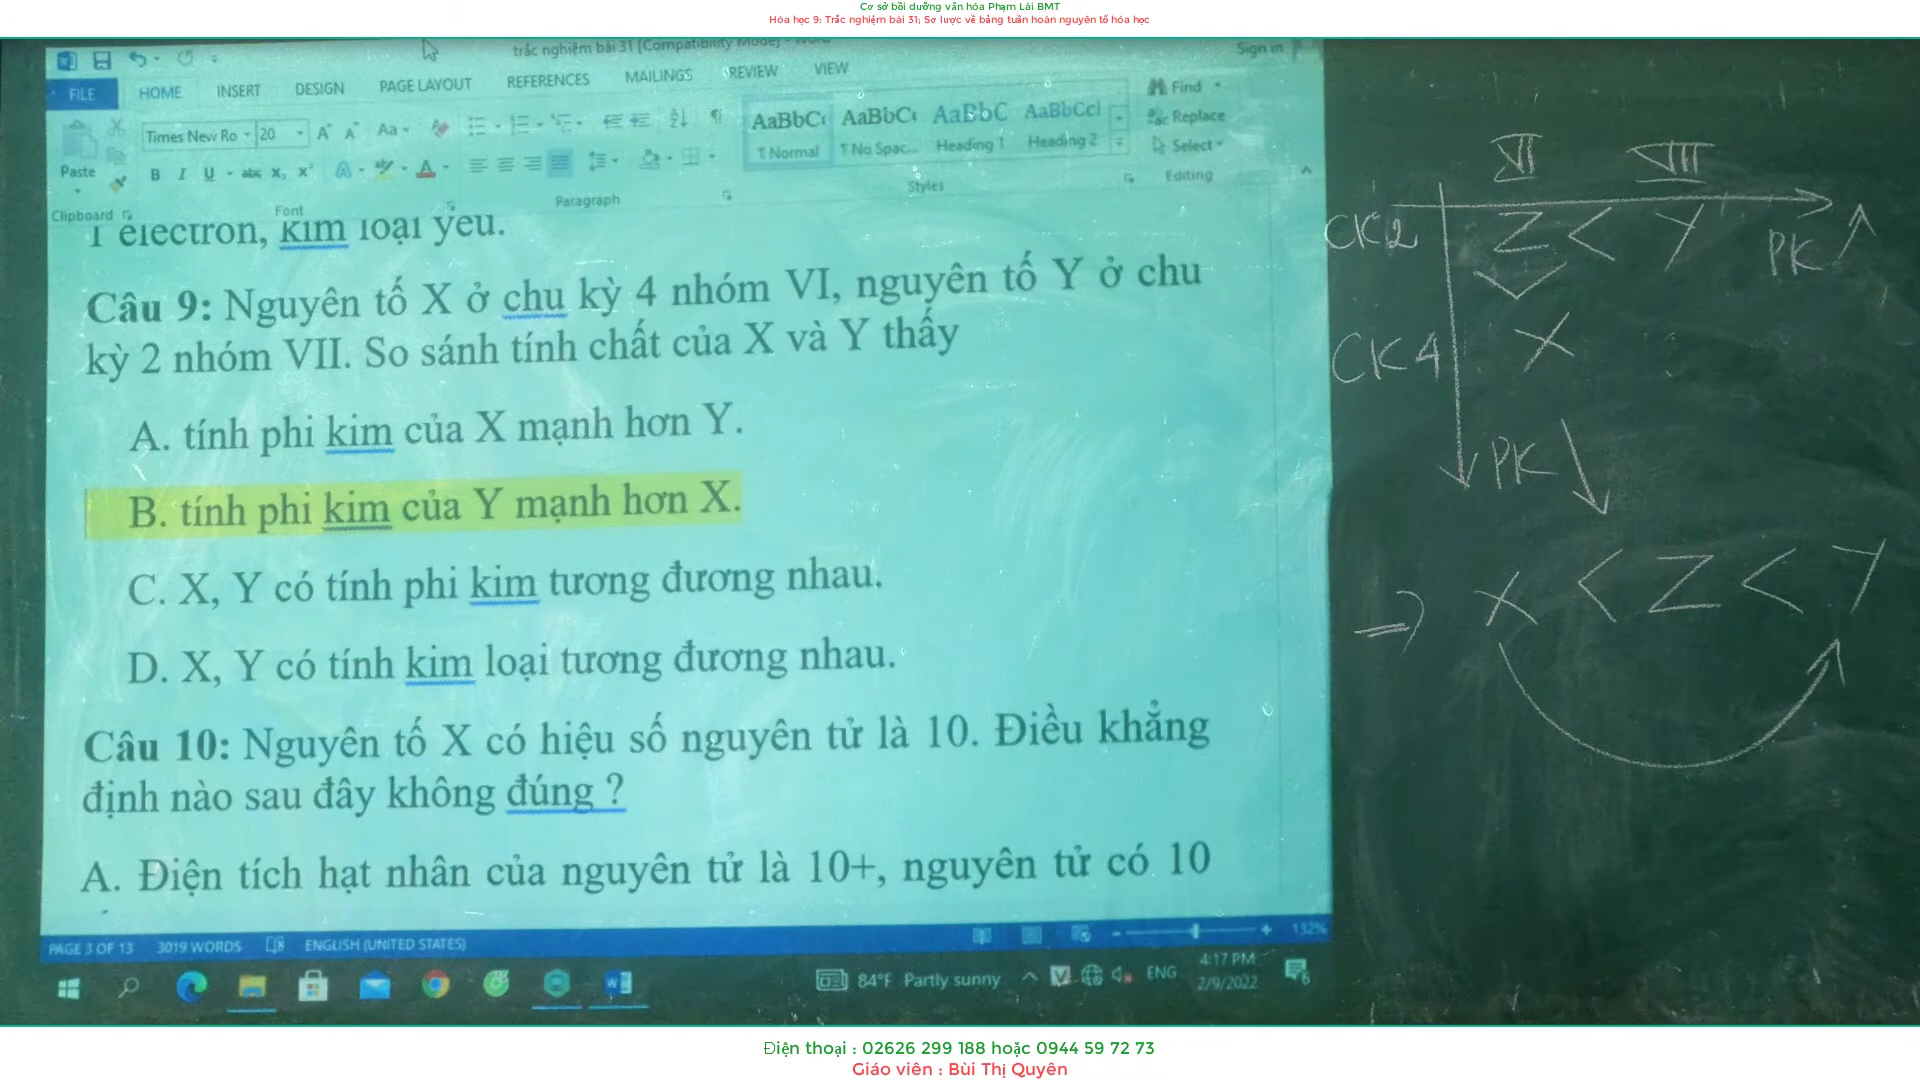 Cơ sở bồi dưỡng văn hóa Phạm Lài BMT
Hóa học 9: Trắc nghiệm bài 31; Sơ lược về bảng tuần hoàn nguyên tố hóa học
trắc nghiệm bài 31 [Compatibility Mode] - Word
Sign in
FILE HOME INSERT DESIGN PAGE LAYOUT REFERENCES MAILINGS REVIEW VIEW
Times New Ro 20
Paste
Clipboard Font Paragraph Styles Editing
AaBbC AaBbC AaBbC AaBbCcl
¶ Normal ¶ No Spac... Heading 1 Heading 2
Find
Replace
Select
1 electron, kim loại yếu.
Câu 9: Nguyên tố X ở chu kỳ 4 nhóm VI, nguyên tố Y ở chu
kỳ 2 nhóm VII. So sánh tính chất của X và Y thấy
A. tính phi kim của X mạnh hơn Y.
B. tính phi kim của Y mạnh hơn X.
C. X, Y có tính phi kim tương đương nhau.
D. X, Y có tính kim loại tương đương nhau.
Câu 10: Nguyên tố X có hiệu số nguyên tử là 10. Điều khẳng
định nào sau đây không đúng ?
A. Điện tích hạt nhân của nguyên tử là 10+, nguyên tử có 10
PAGE 3 OF 13 3019 WORDS ENGLISH (UNITED STATES) 132%
84°F Partly sunny ENG
4:17 PM
2/9/2022
6
VI VII
CK2 Z < Y PK ↑
CK4 X
PK ↓
⇒ X < Z < Y
Điện thoại : 02626 299 188 hoặc 0944 59 72 73
Giáo viên : Bùi Thị Quyên